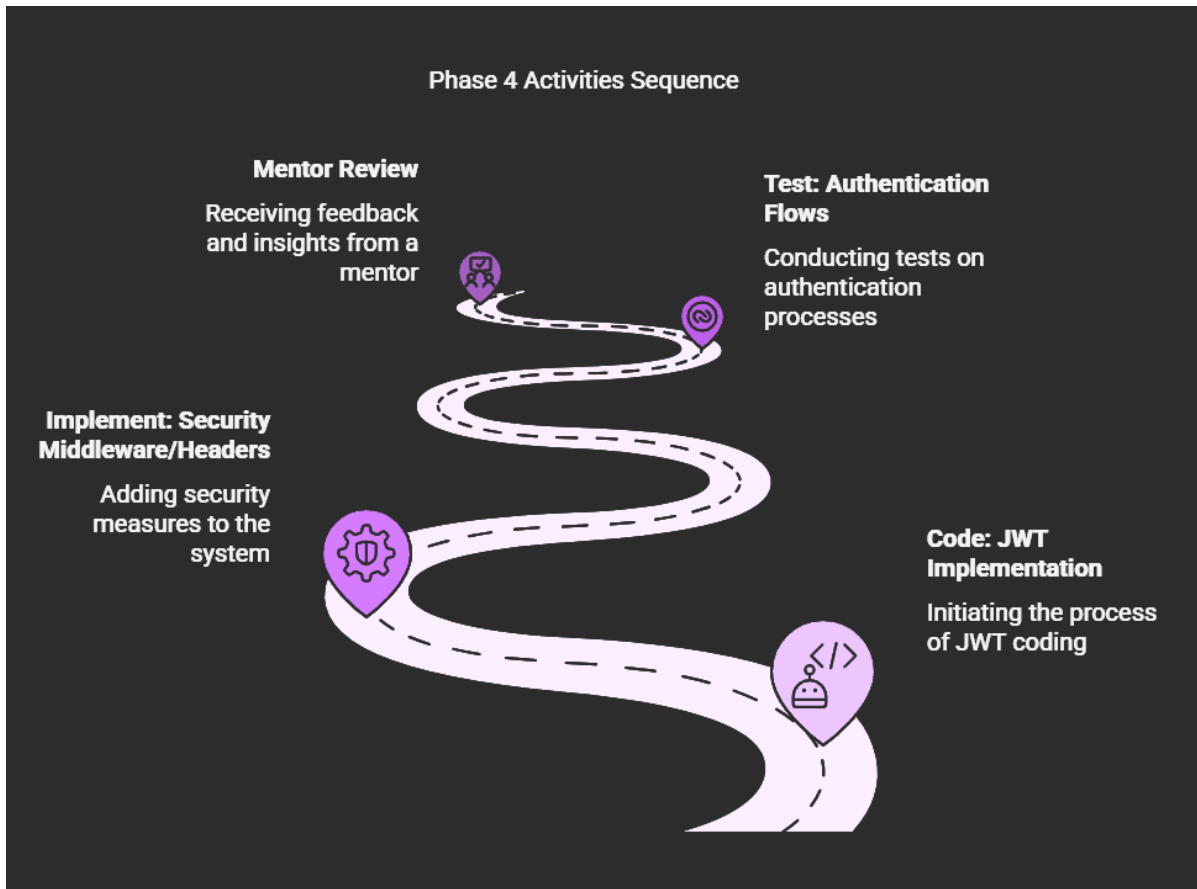 Phase 4 Activities Sequence
Mentor Review
Receiving feedback
and insights from a
mentor
Test: Authentication
Flows
Conducting tests on
authentication
processes
Implement: Security
Middleware/Headers
Adding security
measures to the
system
Code: JWT
Implementation
Initiating the process
of JWT coding